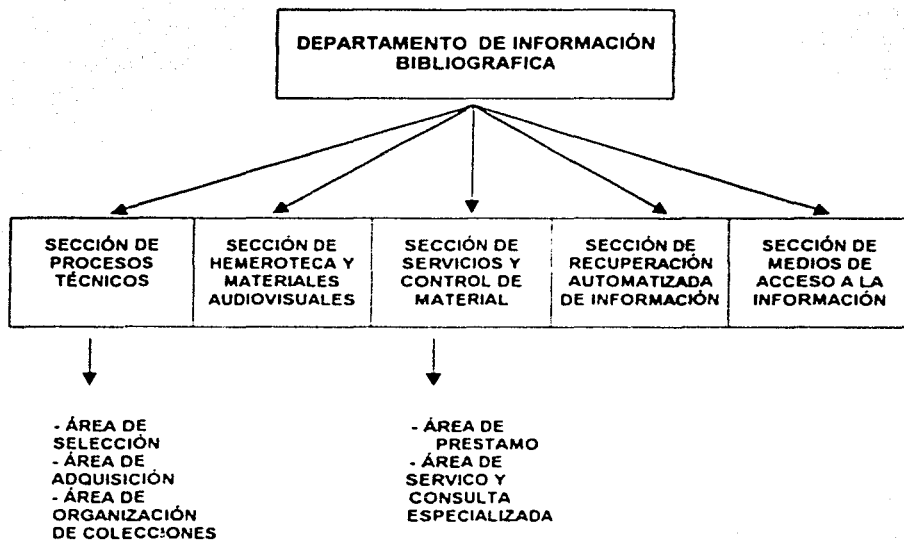 DEPARTAMENTO DE INFORMACIÓN
BIBLIOGRAFICA
SECCIÓN DE
PROCESOS
TÉCNICOS
SECCIÓN DE
HEMEROTECA Y
MATERIALES
AUDIOVISUALES
SECCIÓN DE
SERVICIOS Y
CONTROL DE
MATERIAL
SECCIÓN DE
RECUPERACIÓN
AUTOMATIZADA
DE INFORMACIÓN
SECCIÓN DE
MEDIOS DE
ACCESO A LA
INFORMACIÓN
- ÁREA DE
SELECCIÓN
- ÁREA DE
ADQUISICIÓN
- ÁREA DE
ORGANIZACIÓN
DE COLECCIONES
- ÁREA DE
PRESTAMO
- ÁREA DE
SERVICO Y
CONSULTA
ESPECIALIZADA